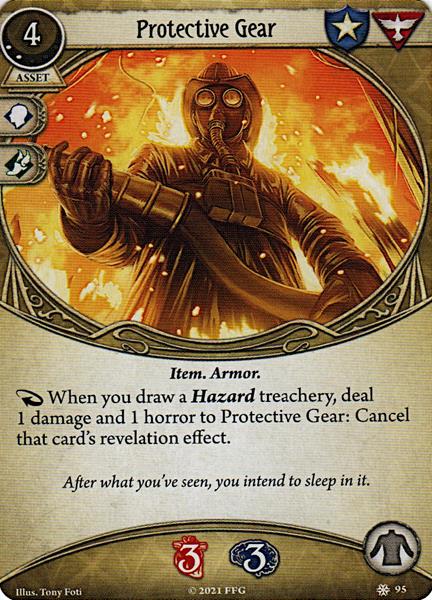 4
Protective Gear
ASSET
Item. Armor.
When you draw a Hazard treachery, deal
1 damage and 1 horror to Protective Gear: Cancel
that card's revelation effect.
After what you've seen, you intend to sleep in it.
3 3
Illus. Tony Foti © 2021 FFG 95